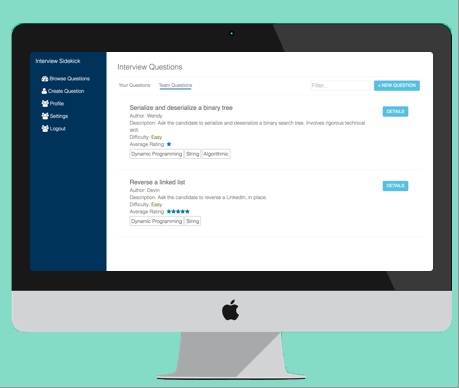 Interview Sidekick
Browse Questions
Create Question
Profile
Settings
Logout
Interview Questions
Your Questions Team Questions Filter... + NEW QUESTION
Serialize and deserialize a binary tree DETAILS
Author: Wendy
Description: Ask the candidate to serialize and deserialize a binary search tree. Involves rigorous technical
skill.
Difficulty: Easy
Average Rating:
Dynamic Programming String Algorithmic
Reverse a linked list DETAILS
Author: Devin
Description: Ask the candidate to reverse a LinkedIn, in place.
Difficulty: Easy
Average Rating:
Dynamic Programming String